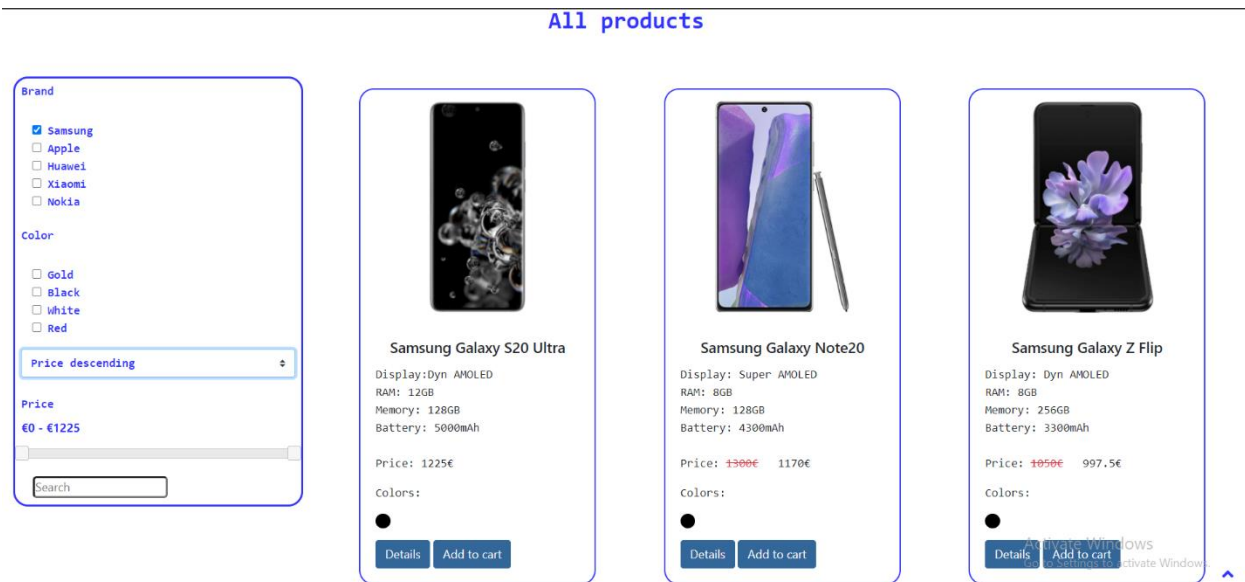 All products
Brand
Samsung
Apple
Huawei
Xiaomi
Nokia
Color
Gold
Black
White
Red
Price descending
Price
€0 - €1225
Search
Samsung Galaxy S20 Ultra
Display:Dyn AMOLED
RAM: 12GB
Memory: 128GB
Battery: 5000mAh
Price: 1225€
Colors:
Details Add to cart
Samsung Galaxy Note20
Display: Super AMOLED
RAM: 8GB
Memory: 128GB
Battery: 4300mAh
Price: 1300€ 1170€
Colors:
Details Add to cart
Samsung Galaxy Z Flip
Display: Dyn AMOLED
RAM: 8GB
Memory: 256GB
Battery: 3300mAh
Price: 1050€ 997.5€
Colors:
Details Add to cart
Activate Windows
Go to Settings to activate Windows.